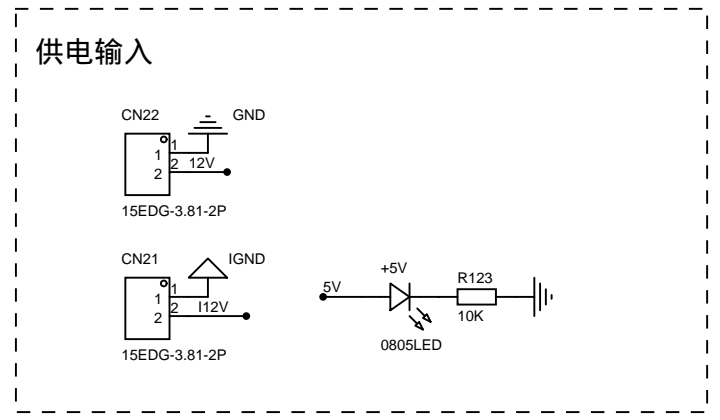 供电输入
CN22
GND
1
1
2
12V
2
15EDG-3.81-2P
CN21
IGND
1
1
2
I12V
2
15EDG-3.81-2P
5V
+5V
R123
10K
0805LED